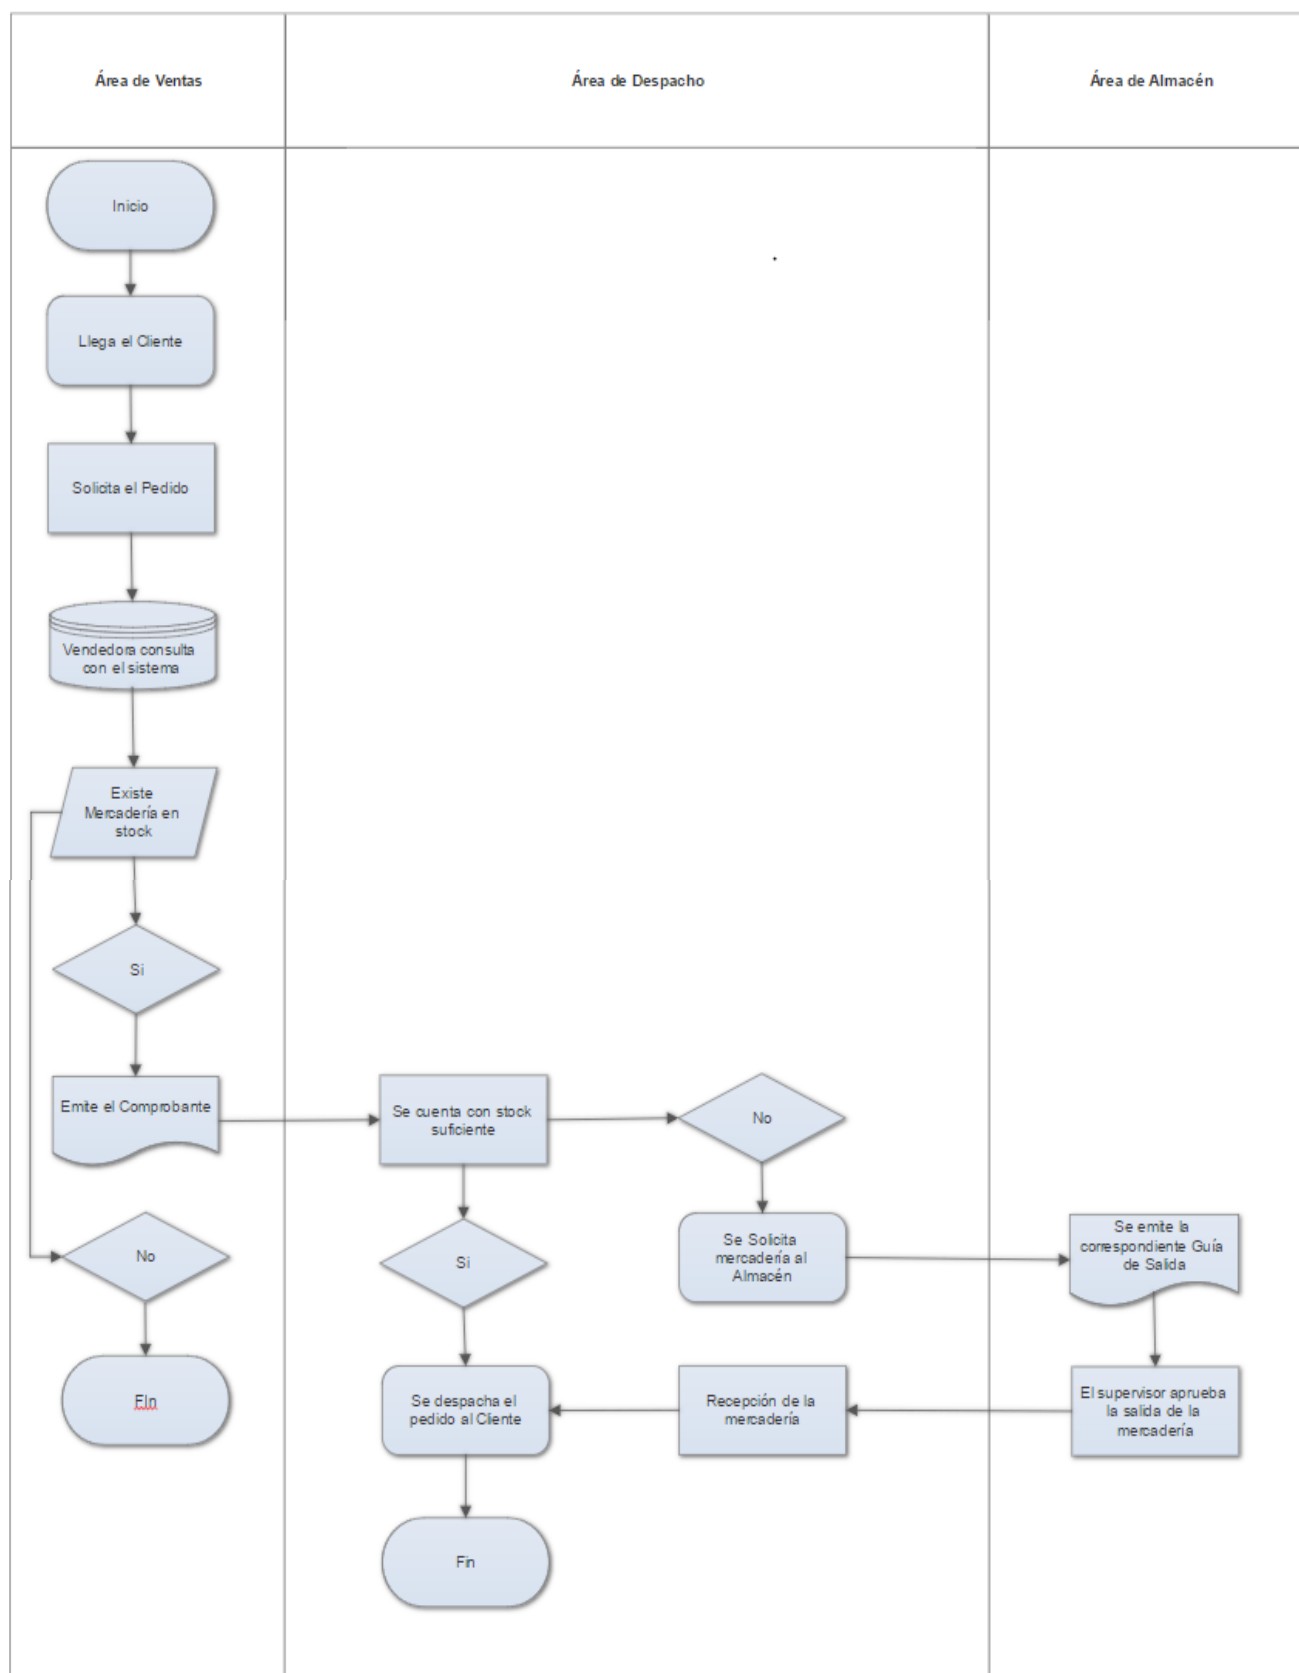 Área de Ventas
Área de Despacho
Área de Almacén
Inicio
Llega el Cliente
Solicita el Pedido
Vendedora consulta
con el sistema
Existe
Mercadería en
stock
Si
Emite el Comprobante
No
FIn
Se cuenta con stock
suficiente
No
Si
Se Solicita
mercadería al
Almacén
Se emite la
correspondiente Guía
de Salida
El supervisor aprueba
la salida de la
mercadería
Recepción de la
mercadería
Se despacha el
pedido al Cliente
Fin